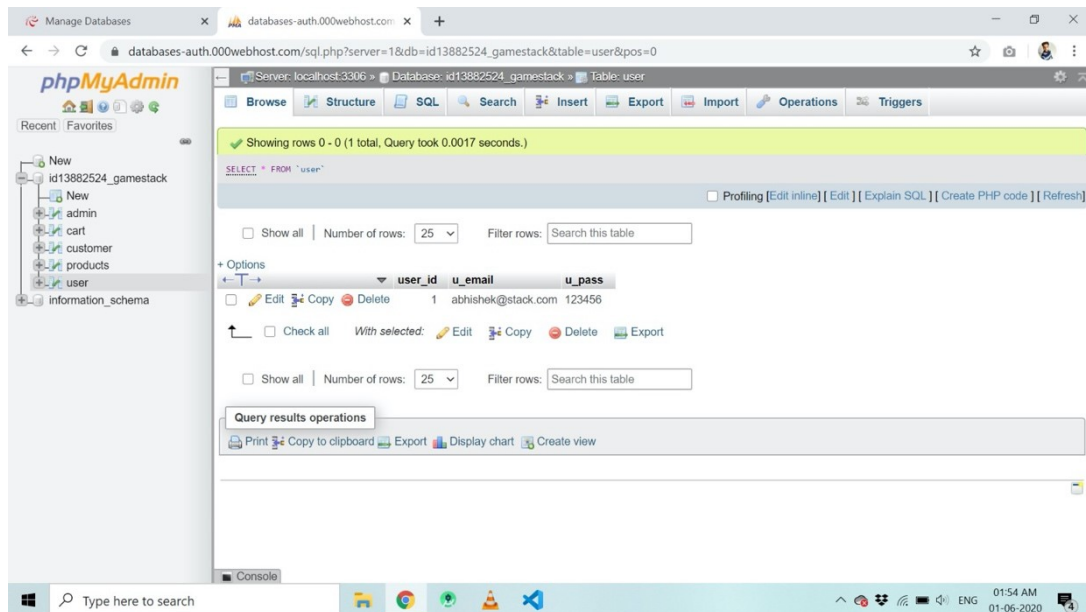 Manage Databases
databases-auth.000webhost.com
databases-auth.000webhost.com/sql.php?server=1&db=id13882524_gamestack&table=user&pos=0
phpMyAdmin
Recent Favorites
New
id13882524_gamestack
New
admin
cart
customer
products
user
information_schema
Server: localhost:3306 » Database: id13882524_gamestack » Table: user
Browse Structure SQL Search Insert Export Import Operations Triggers
Showing rows 0 - 0 (1 total, Query took 0.0017 seconds.)
SELECT * FROM `user`
Profiling [Edit inline] [ Edit ] [ Explain SQL ] [ Create PHP code ] [ Refresh]
Show all | Number of rows: 25 Filter rows: Search this table
+ Options
←T→ user_id u_email u_pass
Edit Copy Delete 1 abhishek@stack.com 123456
Check all With selected: Edit Copy Delete Export
Show all | Number of rows: 25 Filter rows: Search this table
Query results operations
Print Copy to clipboard Export Display chart Create view
Console
Type here to search
ENG
01:54 AM
01-06-2020